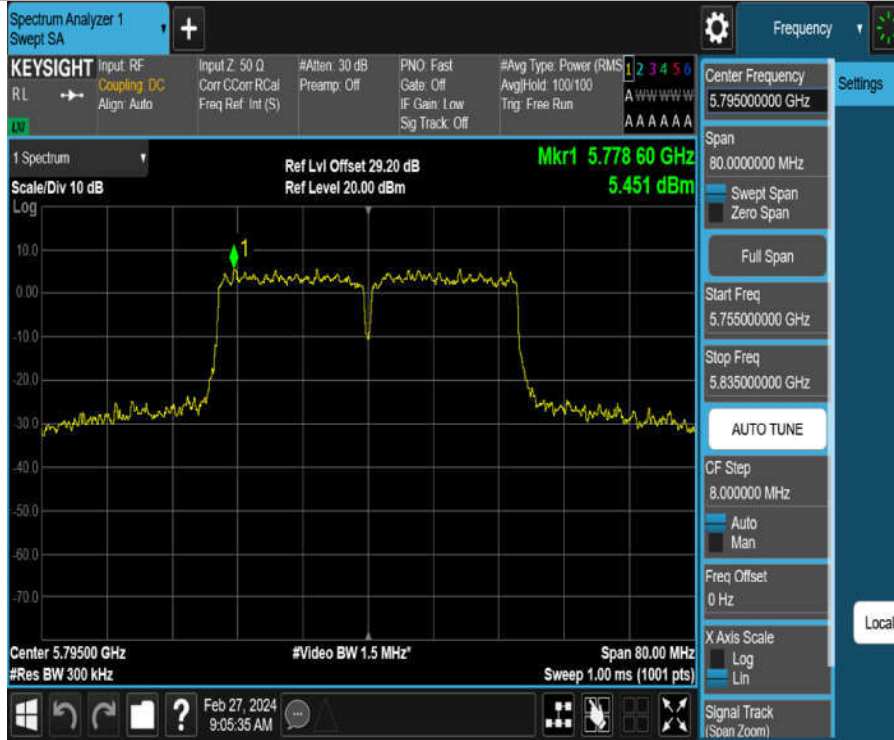 Spectrum Analyzer 1
Swept SA
+
Frequency
KEYSIGHT
RL
LXI
Input: RF
Coupling: DC
Align: Auto
Input Z: 50 Ω
Corr CCorr RCal
Freq Ref: Int (S)
#Atten: 30 dB
Preamp: Off
PNO: Fast
Gate: Off
IF Gain: Low
Sig Track: Off
#Avg Type: Power (RMS
Avg|Hold: 100/100
Trig: Free Run
1 2 3 4 5 6
A W W W W W
A A A A A A
Center Frequency
5.795000000 GHz
Settings
Span
80.0000000 MHz
Swept Span
Zero Span
Full Span
Start Freq
5.755000000 GHz
Stop Freq
5.835000000 GHz
AUTO TUNE
CF Step
8.000000 MHz
Auto
Man
Freq Offset
0 Hz
X Axis Scale
Log
Lin
Signal Track
(Span Zoom)
Local
1 Spectrum
Scale/Div 10 dB
Log
Ref Lvl Offset 29.20 dB
Ref Level 20.00 dBm
Mkr1 5.778 60 GHz
5.451 dBm
1
10.0
0.00
-10.0
-20.0
-30.0
-40.0
-50.0
-60.0
-70.0
Center 5.79500 GHz
#Res BW 300 kHz
#Video BW 1.5 MHz*
Span 80.00 MHz
Sweep 1.00 ms (1001 pts)
?
Feb 27, 2024
9:05:35 AM